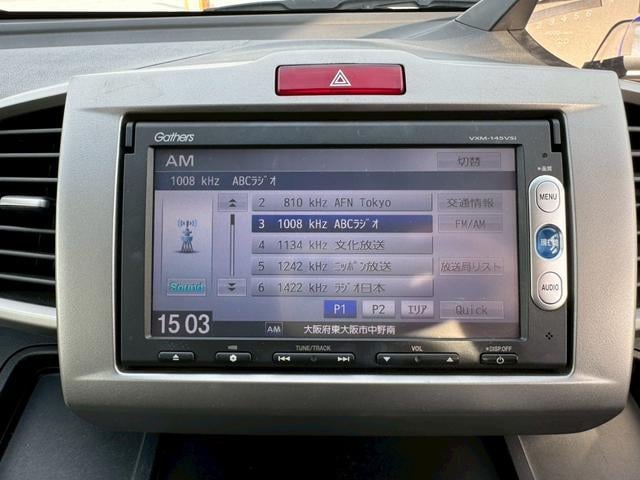 Gathers
VXM-145VSi
AM
切替
1008 kHz ABCﾗｼﾞｵ
2 810 kHz AFN Tokyo
交通情報
3 1008 kHz ABCﾗｼﾞｵ
FM/AM
4 1134 kHz 文化放送
5 1242 kHz ﾆｯﾎﾟﾝ放送
放送局リスト
6 1422 kHz ﾗｼﾞｵ日本
Sound
P1
P2
エリア
Quick
15 03
AM
大阪府東大阪市中野南
MENU
現在地
AUDIO
TUNE/TRACK
VOL
DISP.OFF